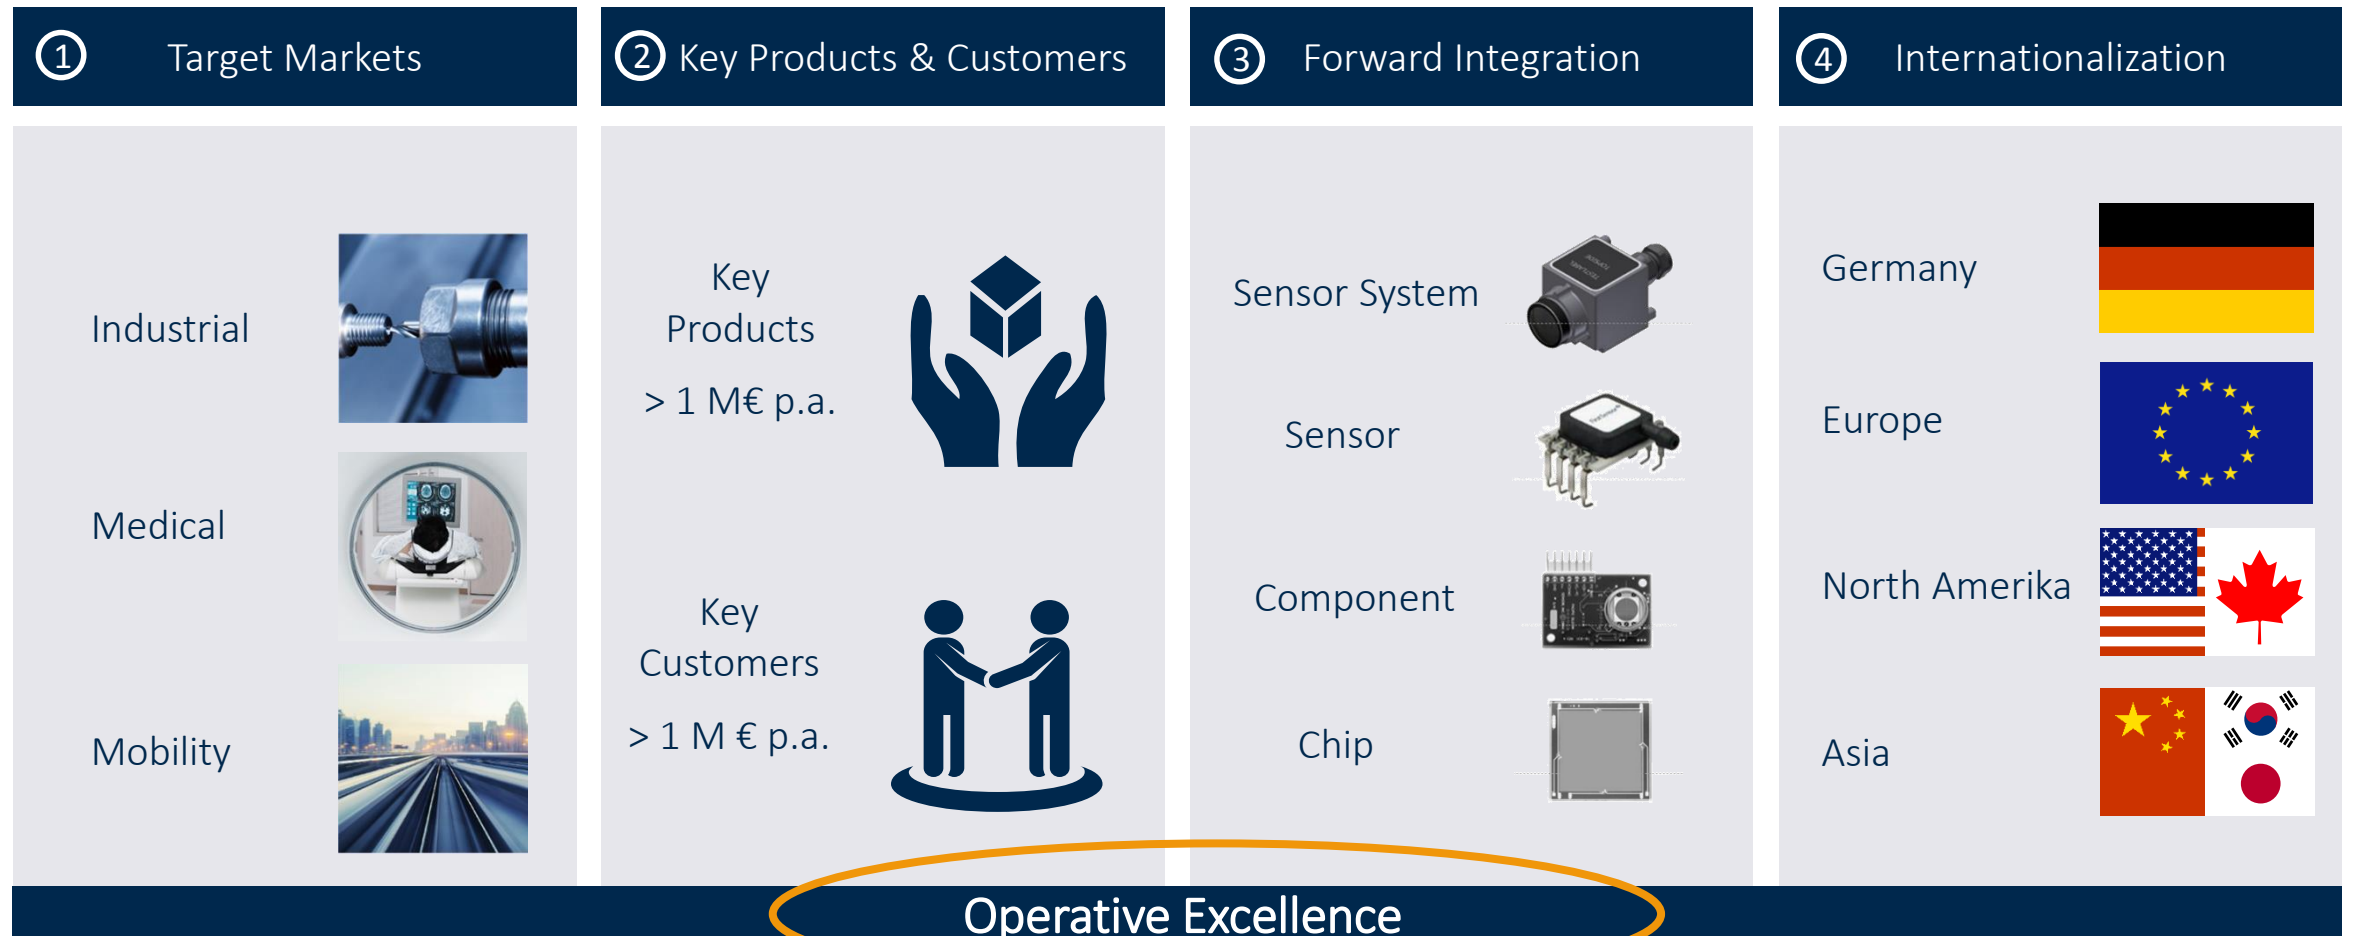 1 Target Markets
Industrial
Medical
Mobility
2 Key Products & Customers
Key
Products
> 1 M€ p.a.
Key
Customers
> 1 M € p.a.
3 Forward Integration
Sensor System
Sensor
Component
Chip
4 Internationalization
Germany
Europe
North Amerika
Asia
Operative Excellence